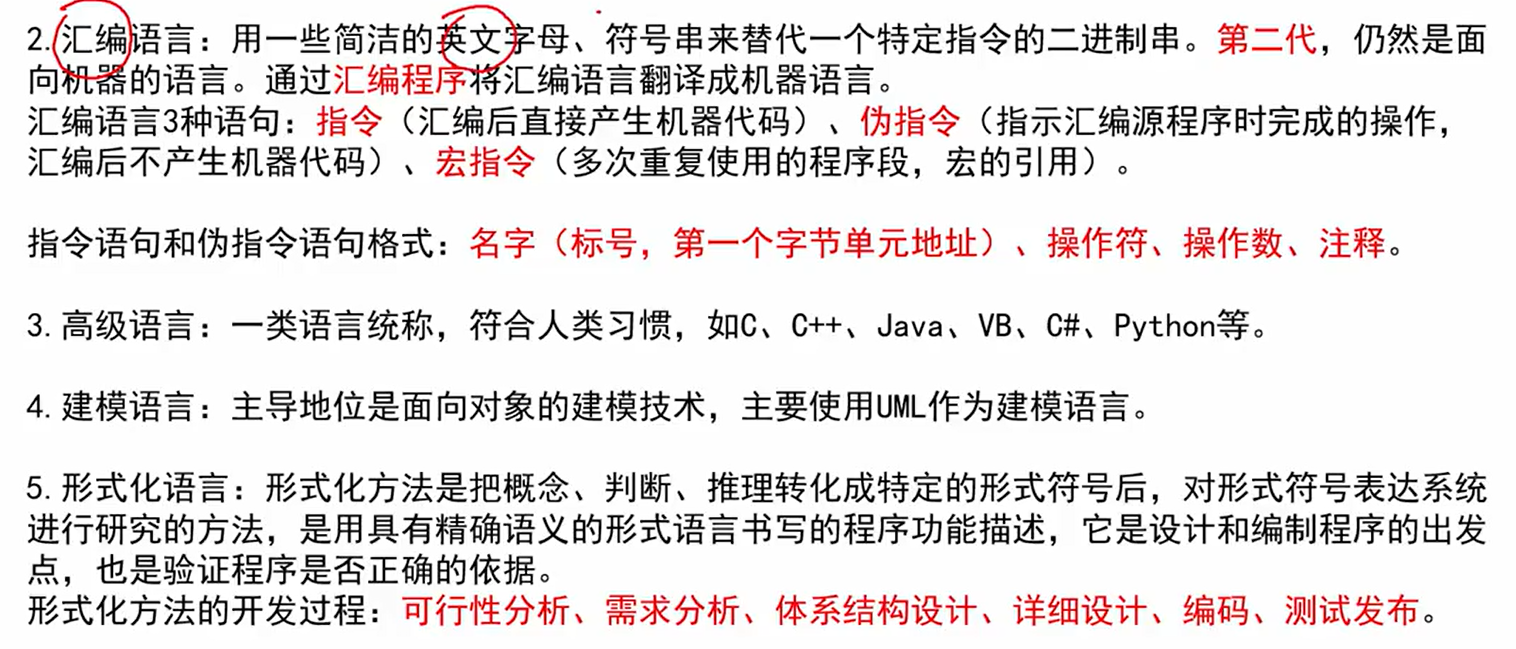 2.汇编语言：用一些简洁的英文字母、符号串来替代一个特定指令的二进制串。第二代，仍然是面
向机器的语言。通过汇编程序将汇编语言翻译成机器语言。
汇编语言3种语句：指令（汇编后直接产生机器代码）、伪指令（指示汇编源程序时完成的操作，
汇编后不产生机器代码）、宏指令（多次重复使用的程序段，宏的引用）。
指令语句和伪指令语句格式：名字（标号，第一个字节单元地址）、操作符、操作数、注释。
3.高级语言：一类语言统称，符合人类习惯，如C、C++、Java、VB、C#、Python等。
4.建模语言：主导地位是面向对象的建模技术，主要使用UML作为建模语言。
5.形式化语言：形式化方法是把概念、判断、推理转化成特定的形式符号后，对形式符号表达系统
进行研究的方法，是用具有精确语义的形式语言书写的程序功能描述，它是设计和编制程序的出发
点，也是验证程序是否正确的依据。
形式化方法的开发过程：可行性分析、需求分析、体系结构设计、详细设计、编码、测试发布。